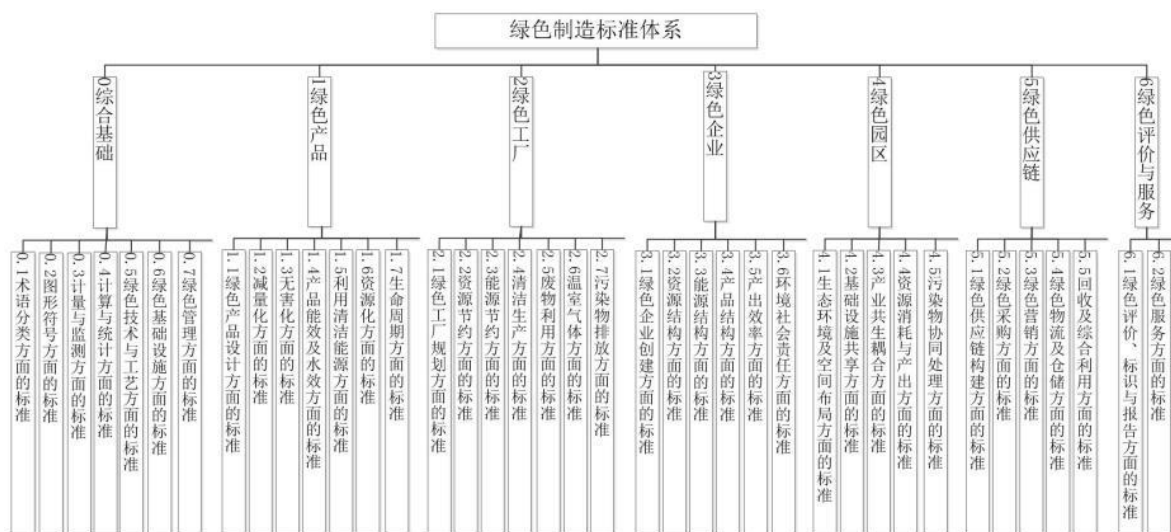 绿色制造标准体系
0综合基础
1绿色产品
2绿色工厂
3绿色企业
4绿色园区
5绿色供应链
6绿色评价与服务
0.1术语分类方面的标准
0.2图形符号方面的标准
0.3计量与监测方面的标准
0.4计算与统计方面的标准
0.5绿色技术与工艺方面的标准
0.6绿色基础设施方面的标准
0.7绿色管理方面的标准
1.1绿色产品设计方面的标准
1.2减量化方面的标准
1.3无害化方面的标准
1.4产品能效及水效方面的标准
1.5利用清洁能源方面的标准
1.6资源化方面的标准
1.7生命周期方面的标准
2.1绿色工厂规划方面的标准
2.2资源节约方面的标准
2.3能源节约方面的标准
2.4清洁生产方面的标准
2.5废物利用方面的标准
2.6温室气体方面的标准
2.7污染物排放方面的标准
3.1绿色企业创建方面的标准
3.2资源结构方面的标准
3.3能源结构方面的标准
3.4产品结构方面的标准
3.5产出效率方面的标准
3.6环境社会责任方面的标准
4.1生态环境及空间布局方面的标准
4.2基础设施共享方面的标准
4.3产业共生耦合方面的标准
4.4资源消耗与产出方面的标准
4.5污染物协同处理方面的标准
5.1绿色供应链构建方面的标准
5.2绿色采购方面的标准
5.3绿色营销方面的标准
5.4绿色物流及仓储方面的标准
5.5回收及综合利用方面的标准
6.1绿色评价、标识与报告方面的标准
6.2绿色服务方面的标准